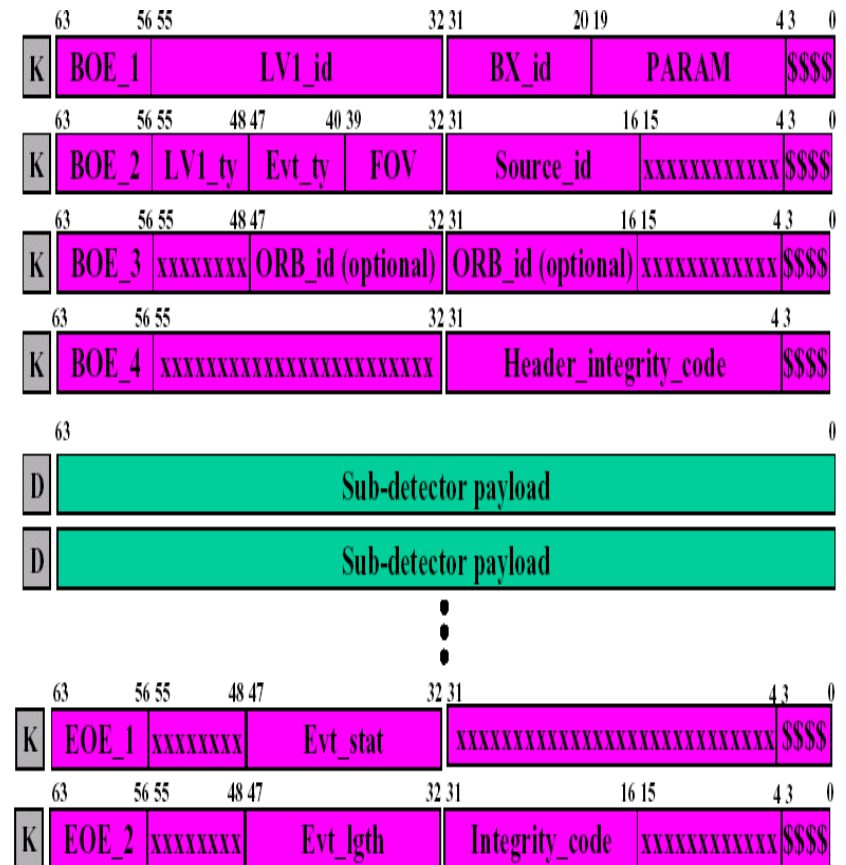 63 56 55 32 31 20 19 4 3 0
K BOE_1 LV1_id BX_id PARAM $$$$
63 56 55 48 47 40 39 32 31 16 15 4 3 0
K BOE_2 LV1_ty Evt_ty FOV Source_id xxxxxxxxxxxx $$$$
63 56 55 48 47 32 31 16 15 4 3 0
K BOE_3 xxxxxxxx ORB_id (optional) ORB_id (optional) xxxxxxxxxxxx $$$$
63 56 55 32 31 4 3
K BOE_4 xxxxxxxxxxxxxxxxxxxxxxxx Header_integrity_code $$$$
63 0
D Sub-detector payload
D Sub-detector payload
63 56 55 48 47 32 31 4 3 0
K EOE_1 xxxxxxxx Evt_stat xxxxxxxxxxxxxxxxxxxxxxxxxxxx $$$$
63 56 55 48 47 32 31 16 15 4 3 0
K EOE_2 xxxxxxxx Evt_lgth Integrity_code xxxxxxxxxxxx $$$$